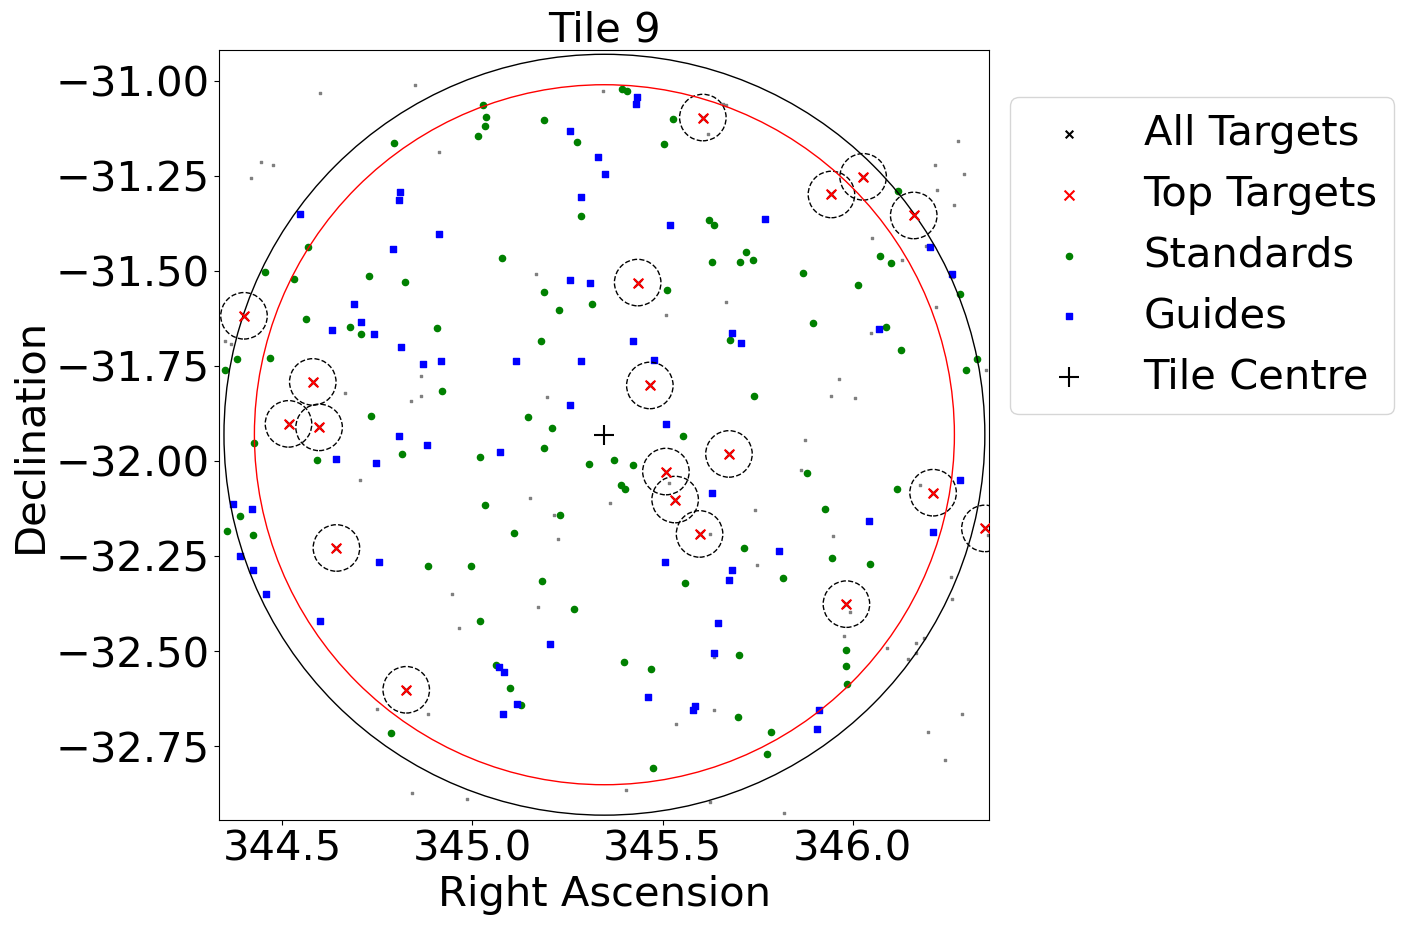 Tile 9
−31.00
−31.25
−31.50
−31.75
−32.00
−32.25
−32.50
−32.75
Declination
344.5 345.0 345.5 346.0
Right Ascension
All Targets
Top Targets
Standards
Guides
Tile Centre